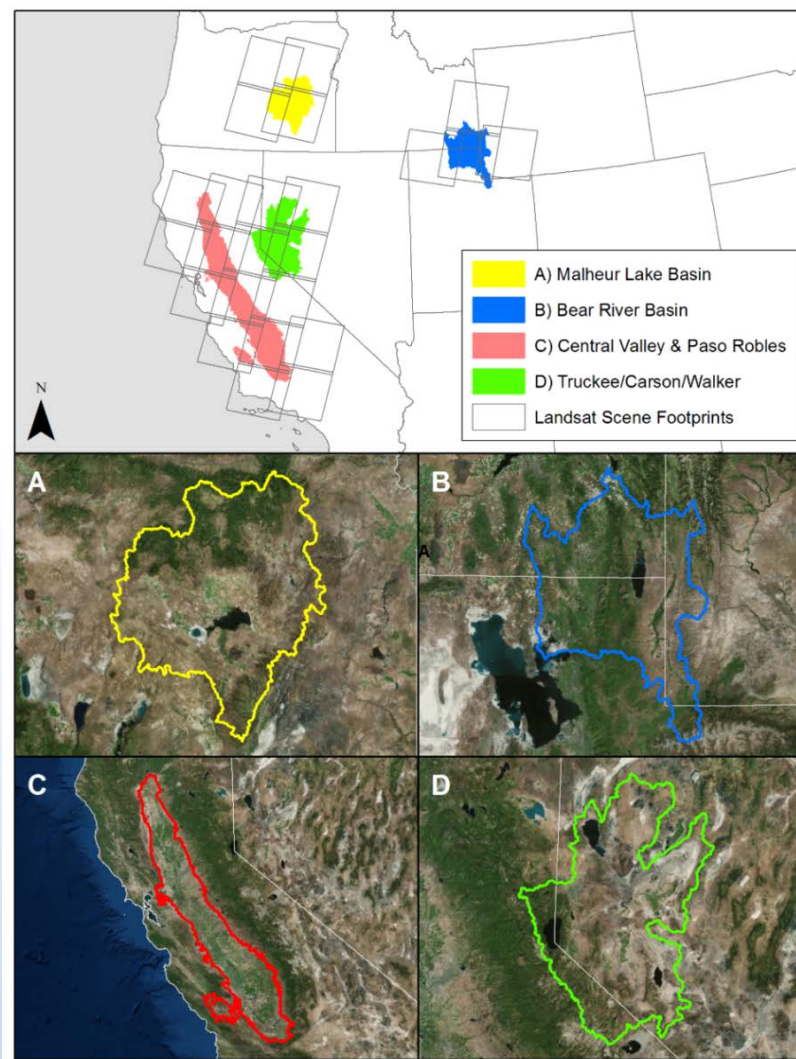 A) Malheur Lake Basin
B) Bear River Basin
C) Central Valley & Paso Robles
D) Truckee/Carson/Walker
Landsat Scene Footprints
N
A
B
A
C
D